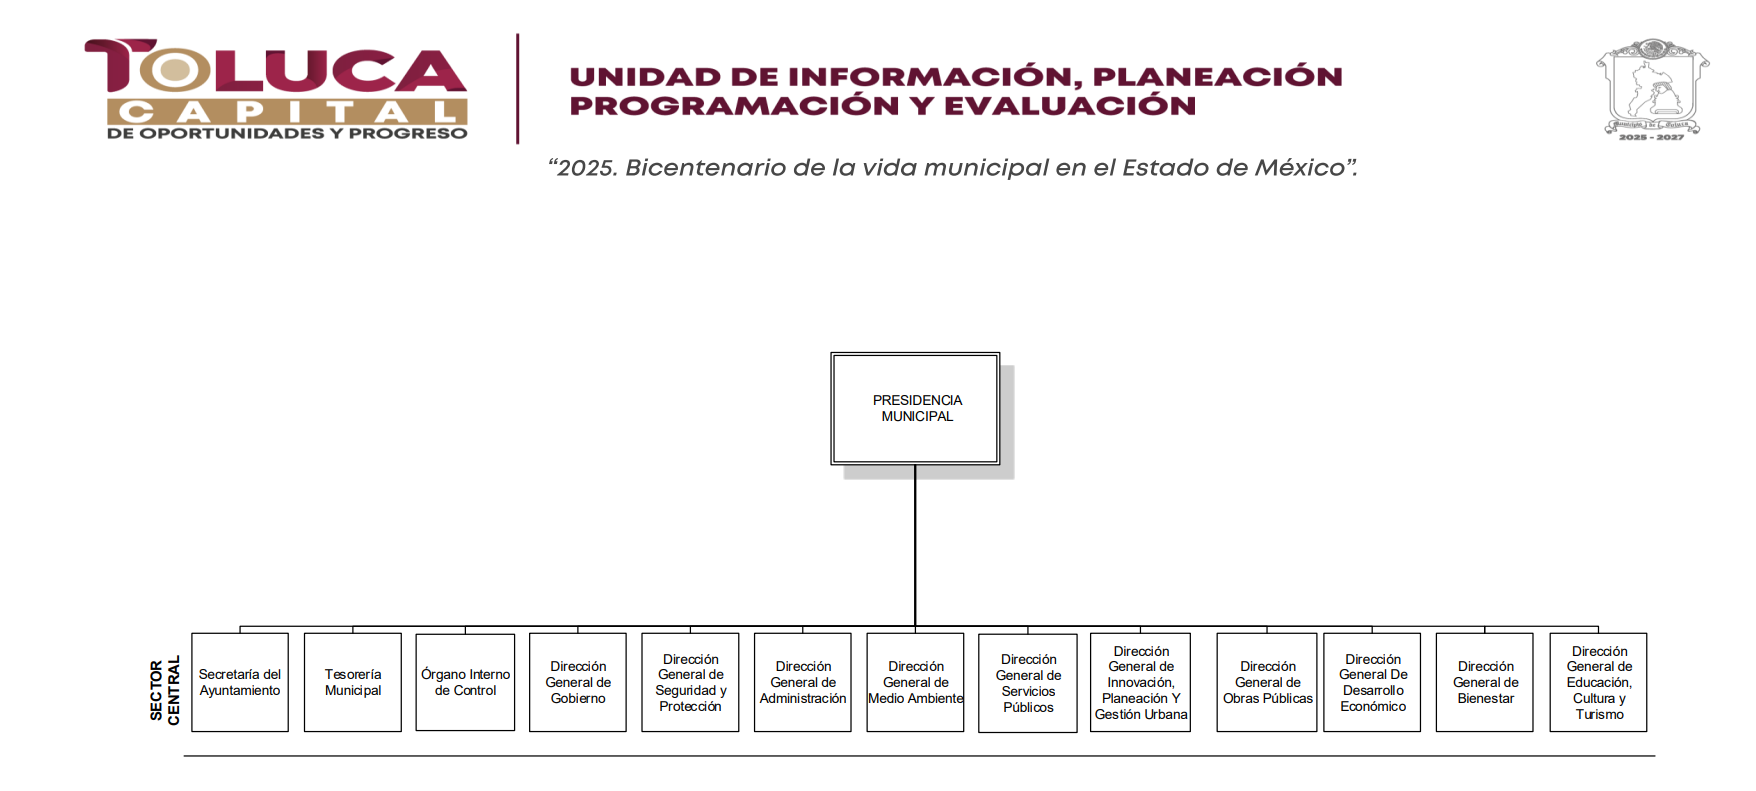 TOLUCA
CAPITAL
DE OPORTUNIDADES Y PROGRESO
UNIDAD DE INFORMACIÓN, PLANEACIÓN
PROGRAMACIÓN Y EVALUACIÓN
Municipio de Toluca
2025 - 2027
“2025. Bicentenario de la vida municipal en el Estado de México”.
PRESIDENCIA
MUNICIPAL
SECTOR
CENTRAL
Secretaría del
Ayuntamiento
Tesorería
Municipal
Órgano Interno
de Control
Dirección
General de
Gobierno
Dirección
General de
Seguridad y
Protección
Dirección
General de
Administración
Dirección
General de
Medio Ambiente
Dirección
General de
Servicios
Públicos
Dirección
General de
Innovación,
Planeación Y
Gestión Urbana
Dirección
General de
Obras Públicas
Dirección
General De
Desarrollo
Económico
Dirección
General de
Bienestar
Dirección
General de
Educación,
Cultura y
Turismo